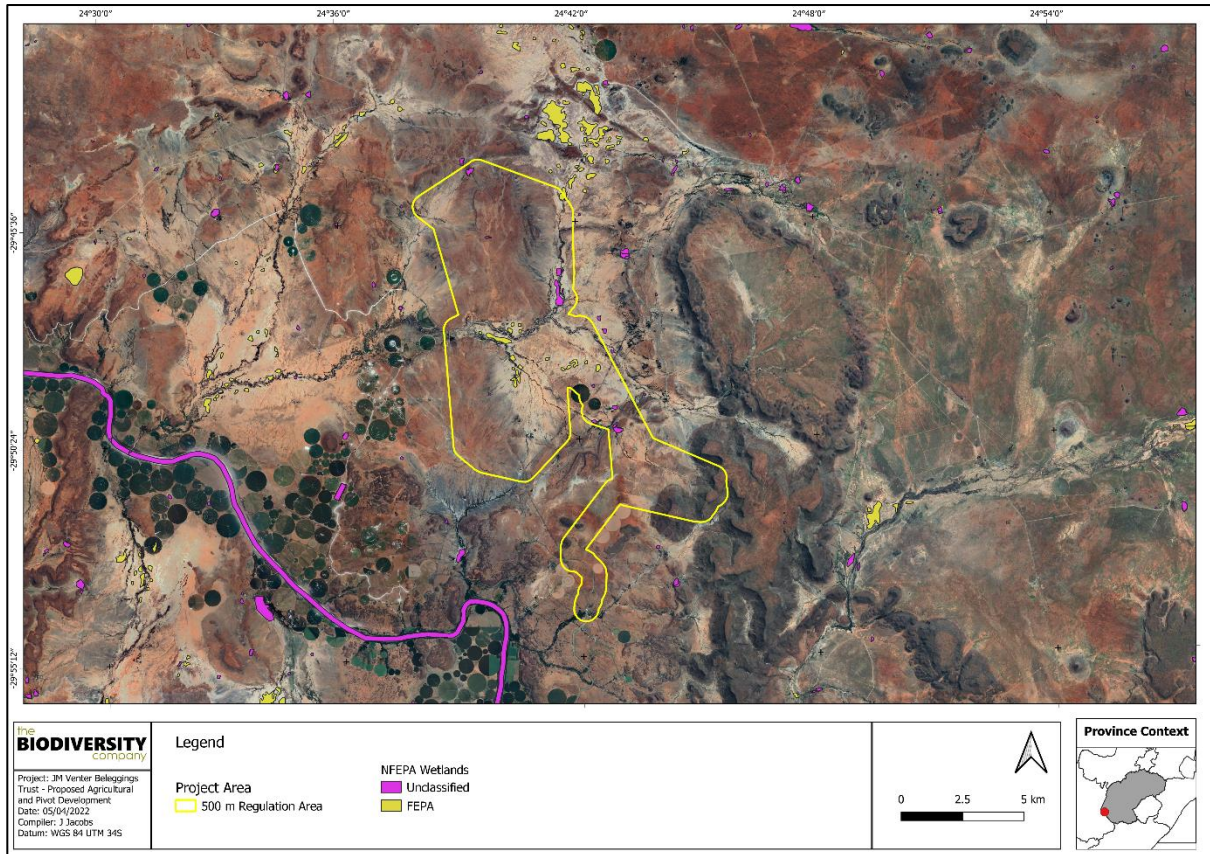 24°30'0" 24°36'0" 24°42'0" 24°48'0" 24°54'0"
-29°45'36"
-29°50'24"
-29°55'12"
the
BIODIVERSITY
company
Project: JM Venter Beleggings
Trust - Proposed Agricultural
and Pivot Development
Date: 05/04/2022
Compiler: J Jacobs
Datum: WGS 84 UTM 34S
Legend
Project Area
500 m Regulation Area
NFEPA Wetlands
Unclassified
FEPA
0 2.5 5 km
Province Context